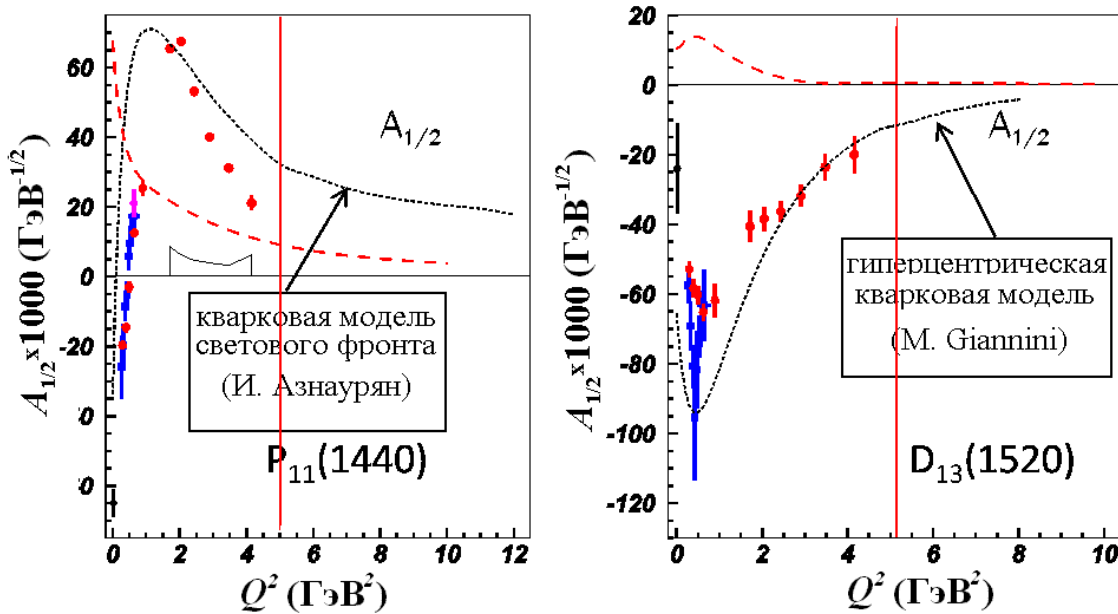 A1/2x1000 (ГэВ-1/2)
60
40
20
0
-20
0
0
A1/2
кварковая модель
светового фронта
(И. Азнаурян)
P11(1440)
0 2 4 6 8 10 12
Q2 (ГэВ2)
A1/2x1000 (ГэВ-1/2)
20
0
-20
-40
-60
-80
-100
-120
A1/2
гиперцентрическая
кварковая модель
(M. Giannini)
D13(1520)
0 2 4 6 8 10
Q2 (ГэВ2)